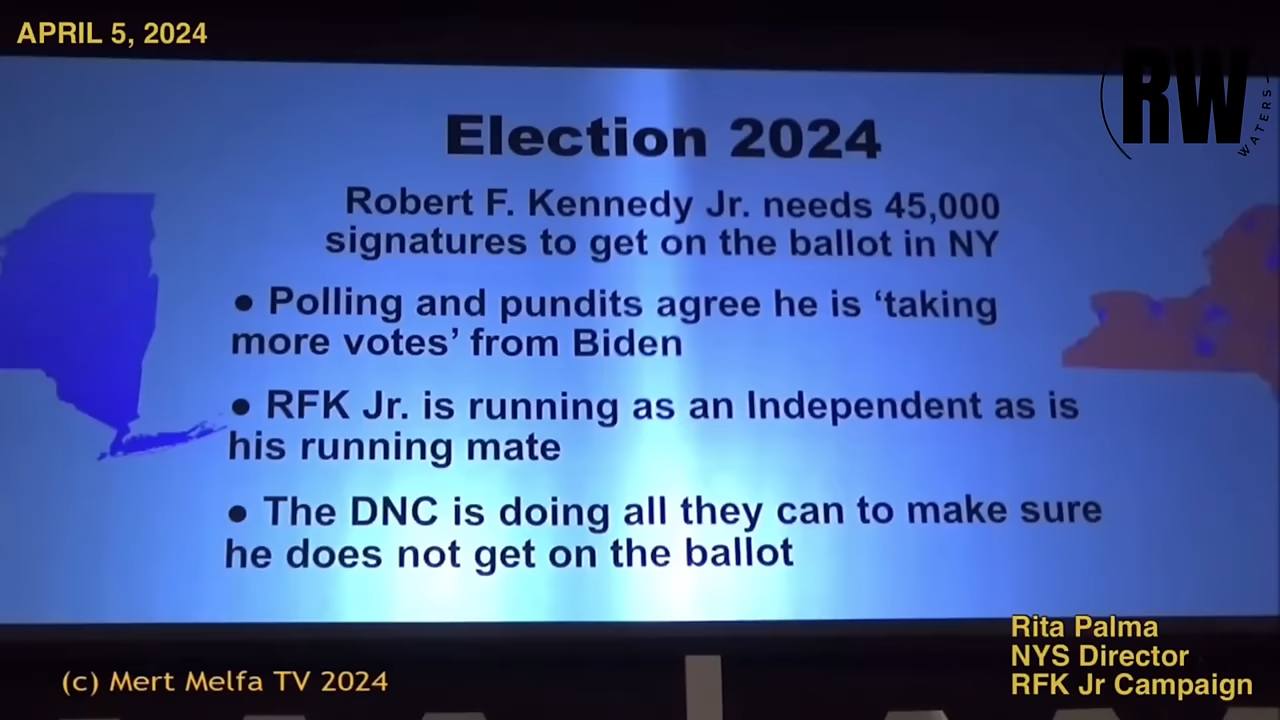 APRIL 5, 2024
RW
WATERS
Election 2024
Robert F. Kennedy Jr. needs 45,000
signatures to get on the ballot in NY
● Polling and pundits agree he is ‘taking
more votes’ from Biden
● RFK Jr. is running as an Independent as is
his running mate
● The DNC is doing all they can to make sure
he does not get on the ballot
Rita Palma
NYS Director
RFK Jr Campaign
(c) Mert Melfa TV 2024